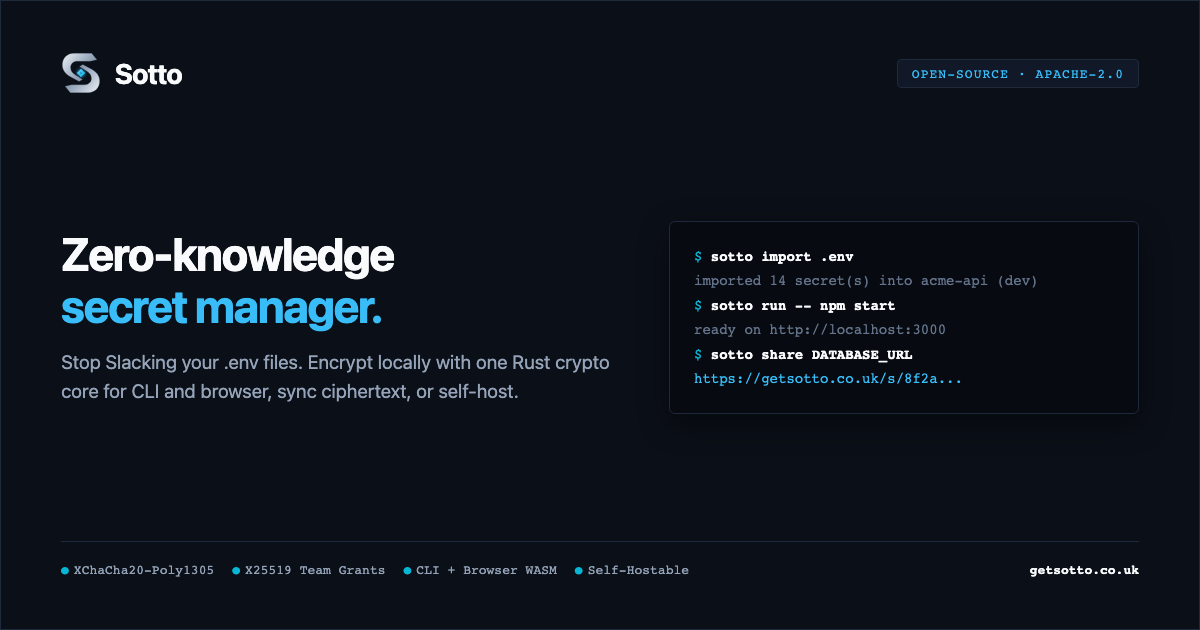 Sotto
OPEN-SOURCE · APACHE-2.0
Zero-knowledge
secret manager.
Stop Slacking your .env files. Encrypt locally with one Rust crypto
core for CLI and browser, sync ciphertext, or self-host.
$ sotto import .env
imported 14 secret(s) into acme-api (dev)
$ sotto run -- npm start
ready on http://localhost:3000
$ sotto share DATABASE_URL
https://getsotto.co.uk/s/8f2a...
XChaCha20-Poly1305
X25519 Team Grants
CLI + Browser WASM
Self-Hostable
getsotto.co.uk